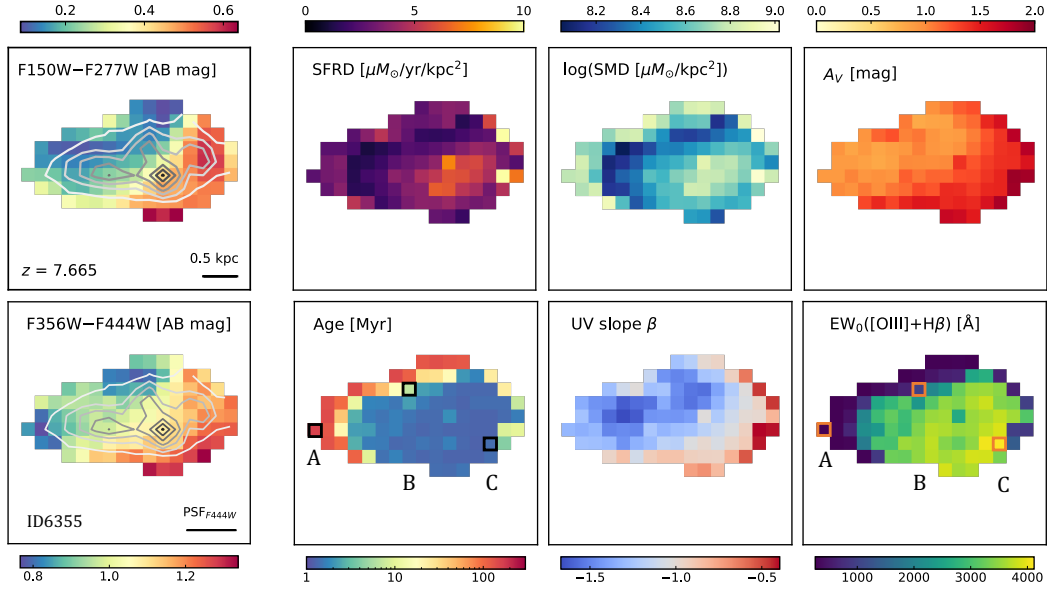 0.2 0.4 0.6
0 5 10
8.2 8.4 8.6 8.8 9.0
0.0 0.5 1.0 1.5 2.0
F150W−F277W [AB mag]
SFRD [μM⊙/yr/kpc²]
log(SMD [μM⊙/kpc²])
A_V [mag]
z = 7.665
0.5 kpc
F356W−F444W [AB mag]
Age [Myr]
UV slope β
EW₀([OIII]+Hβ) [Å]
A
B
C
A
B
C
ID6355
PSF_F444W
0.8 1.0 1.2
1 10 100
−1.5 −1.0 −0.5
1000 2000 3000 4000